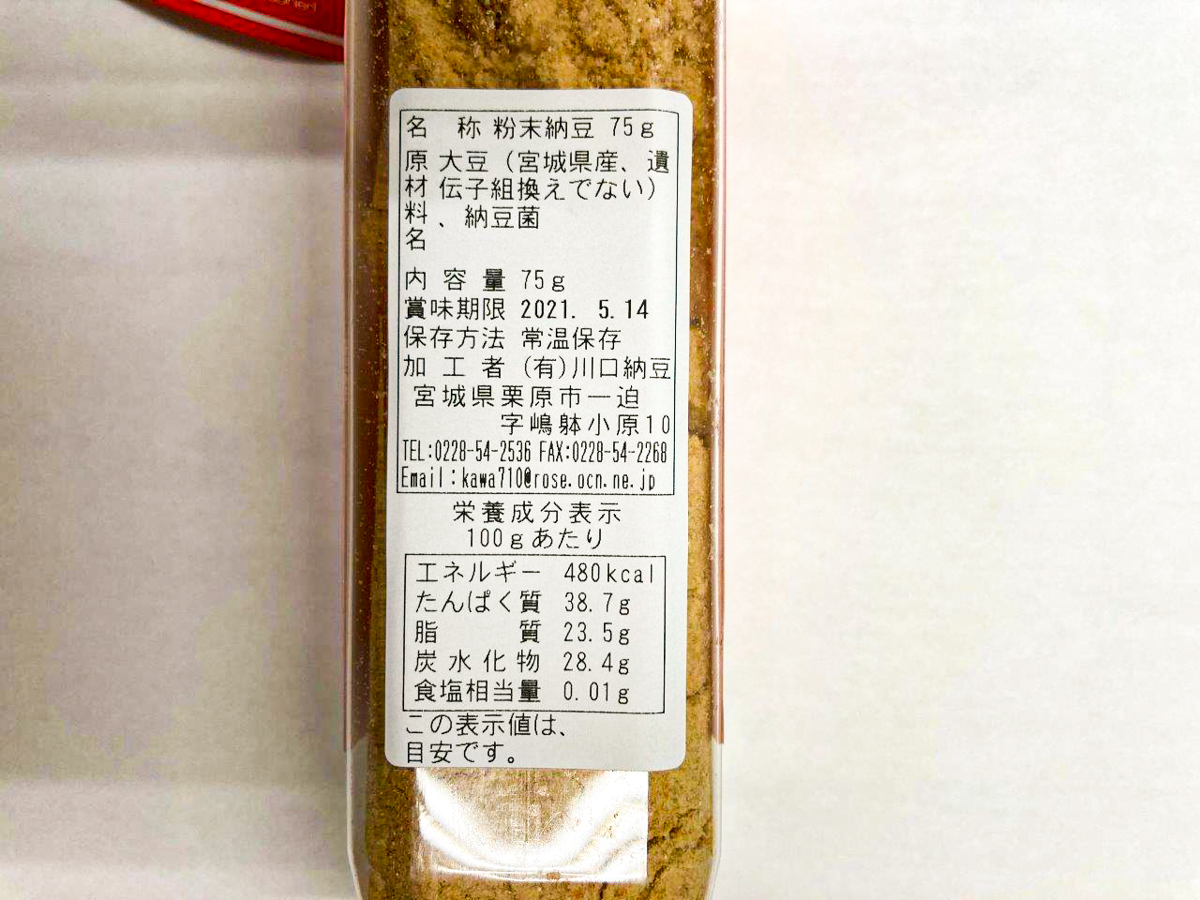 名 称 粉末納豆 75g
原材料名 大豆(宮城県産、遺
伝子組換えでない)
、納豆菌
内容量 75g
賞味期限 2021. 5.14
保存方法 常温保存
加工者 (有)川口納豆
宮城県栗原市一迫
字嶋躰小原10
TEL:0228-54-2536 FAX:0228-54-2268
Email:kawa710@rose.ocn.ne.jp
栄養成分表示
100gあたり
エネルギー 480kcal
たんぱく質 38.7g
脂質 23.5g
炭水化物 28.4g
食塩相当量 0.01g
この表示値は、
目安です。